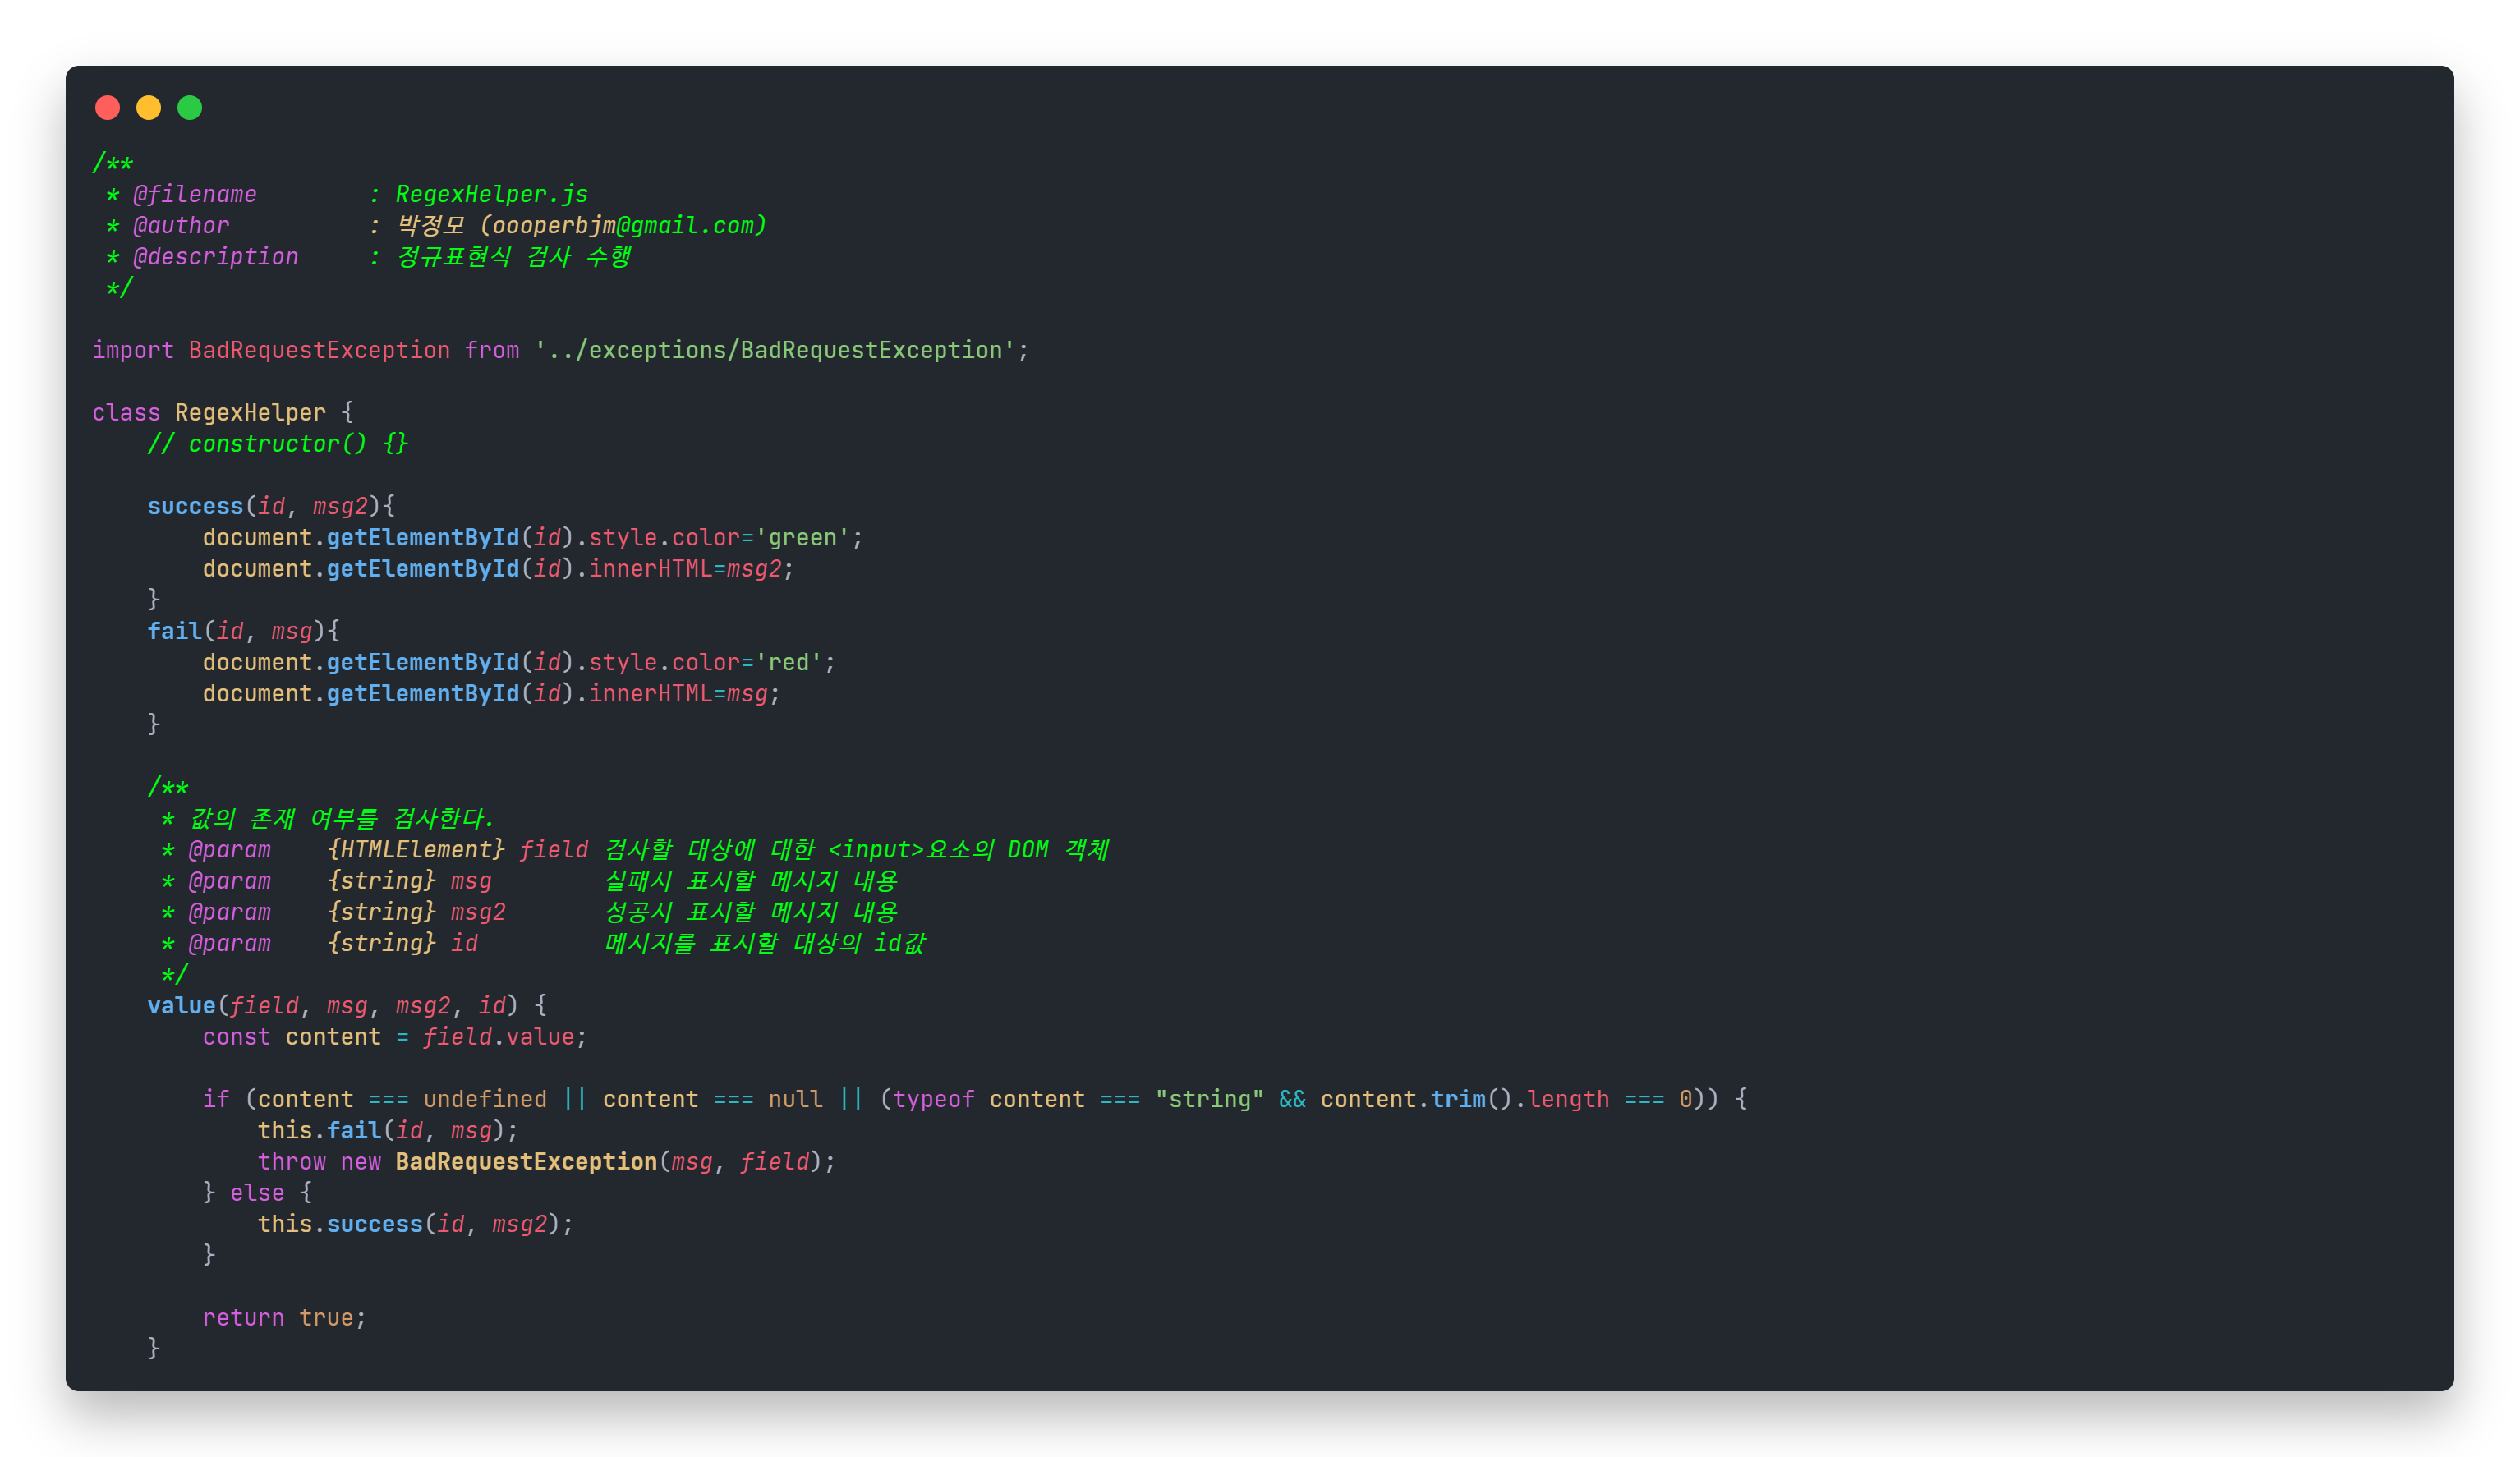 /**
 * @filename        : RegexHelper.js
 * @author          : 박정모 (oooperbjm@gmail.com)
 * @description     : 정규표현식 검사 수행
 */

import BadRequestException from '../exceptions/BadRequestException';

class RegexHelper {
    // constructor() {}

    success(id, msg2){
        document.getElementById(id).style.color='green';
        document.getElementById(id).innerHTML=msg2;
    }
    fail(id, msg){
        document.getElementById(id).style.color='red';
        document.getElementById(id).innerHTML=msg;
    }

    /**
     * 값의 존재 여부를 검사한다.
     * @param    {HTMLElement} field 검사할 대상에 대한 <input>요소의 DOM 객체
     * @param    {string} msg        실패시 표시할 메시지 내용
     * @param    {string} msg2       성공시 표시할 메시지 내용
     * @param    {string} id         메시지를 표시할 대상의 id값
     */
    value(field, msg, msg2, id) {
        const content = field.value;

        if (content === undefined || content === null || (typeof content === "string" && content.trim().length === 0)) {
            this.fail(id, msg);
            throw new BadRequestException(msg, field);
        } else {
            this.success(id, msg2);
        }

        return true;
    }